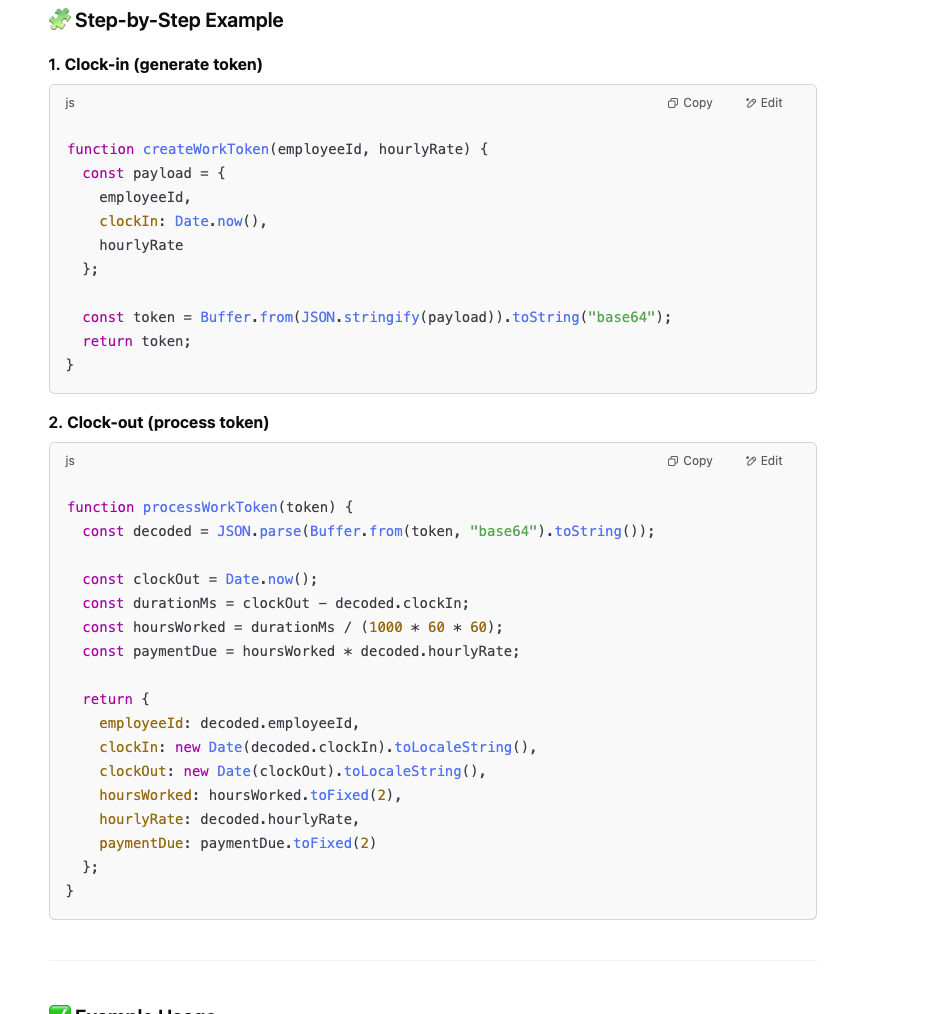 🧩 Step-by-Step Example
1. Clock-in (generate token)
js Copy Edit
function createWorkToken(employeeId, hourlyRate) {
  const payload = {
    employeeId,
    clockIn: Date.now(),
    hourlyRate
  };

  const token = Buffer.from(JSON.stringify(payload)).toString("base64");
  return token;
}
2. Clock-out (process token)
js Copy Edit
function processWorkToken(token) {
  const decoded = JSON.parse(Buffer.from(token, "base64").toString());

  const clockOut = Date.now();
  const durationMs = clockOut - decoded.clockIn;
  const hoursWorked = durationMs / (1000 * 60 * 60);
  const paymentDue = hoursWorked * decoded.hourlyRate;

  return {
    employeeId: decoded.employeeId,
    clockIn: new Date(decoded.clockIn).toLocaleString(),
    clockOut: new Date(clockOut).toLocaleString(),
    hoursWorked: hoursWorked.toFixed(2),
    hourlyRate: decoded.hourlyRate,
    paymentDue: paymentDue.toFixed(2)
  };
}
✅ Example Usage